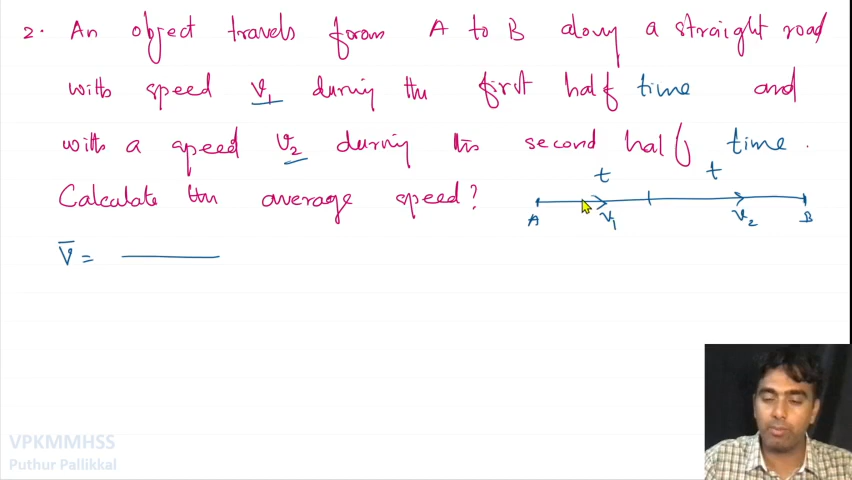 2. An object travels from A to B along a straight road
with speed v₁ during the first half time and
with a speed v₂ during the second half time.
Calculate the average speed?
t t
A v₁ v₂ B
V̅ =
VPKMMHSS
Puthur Pallikkal